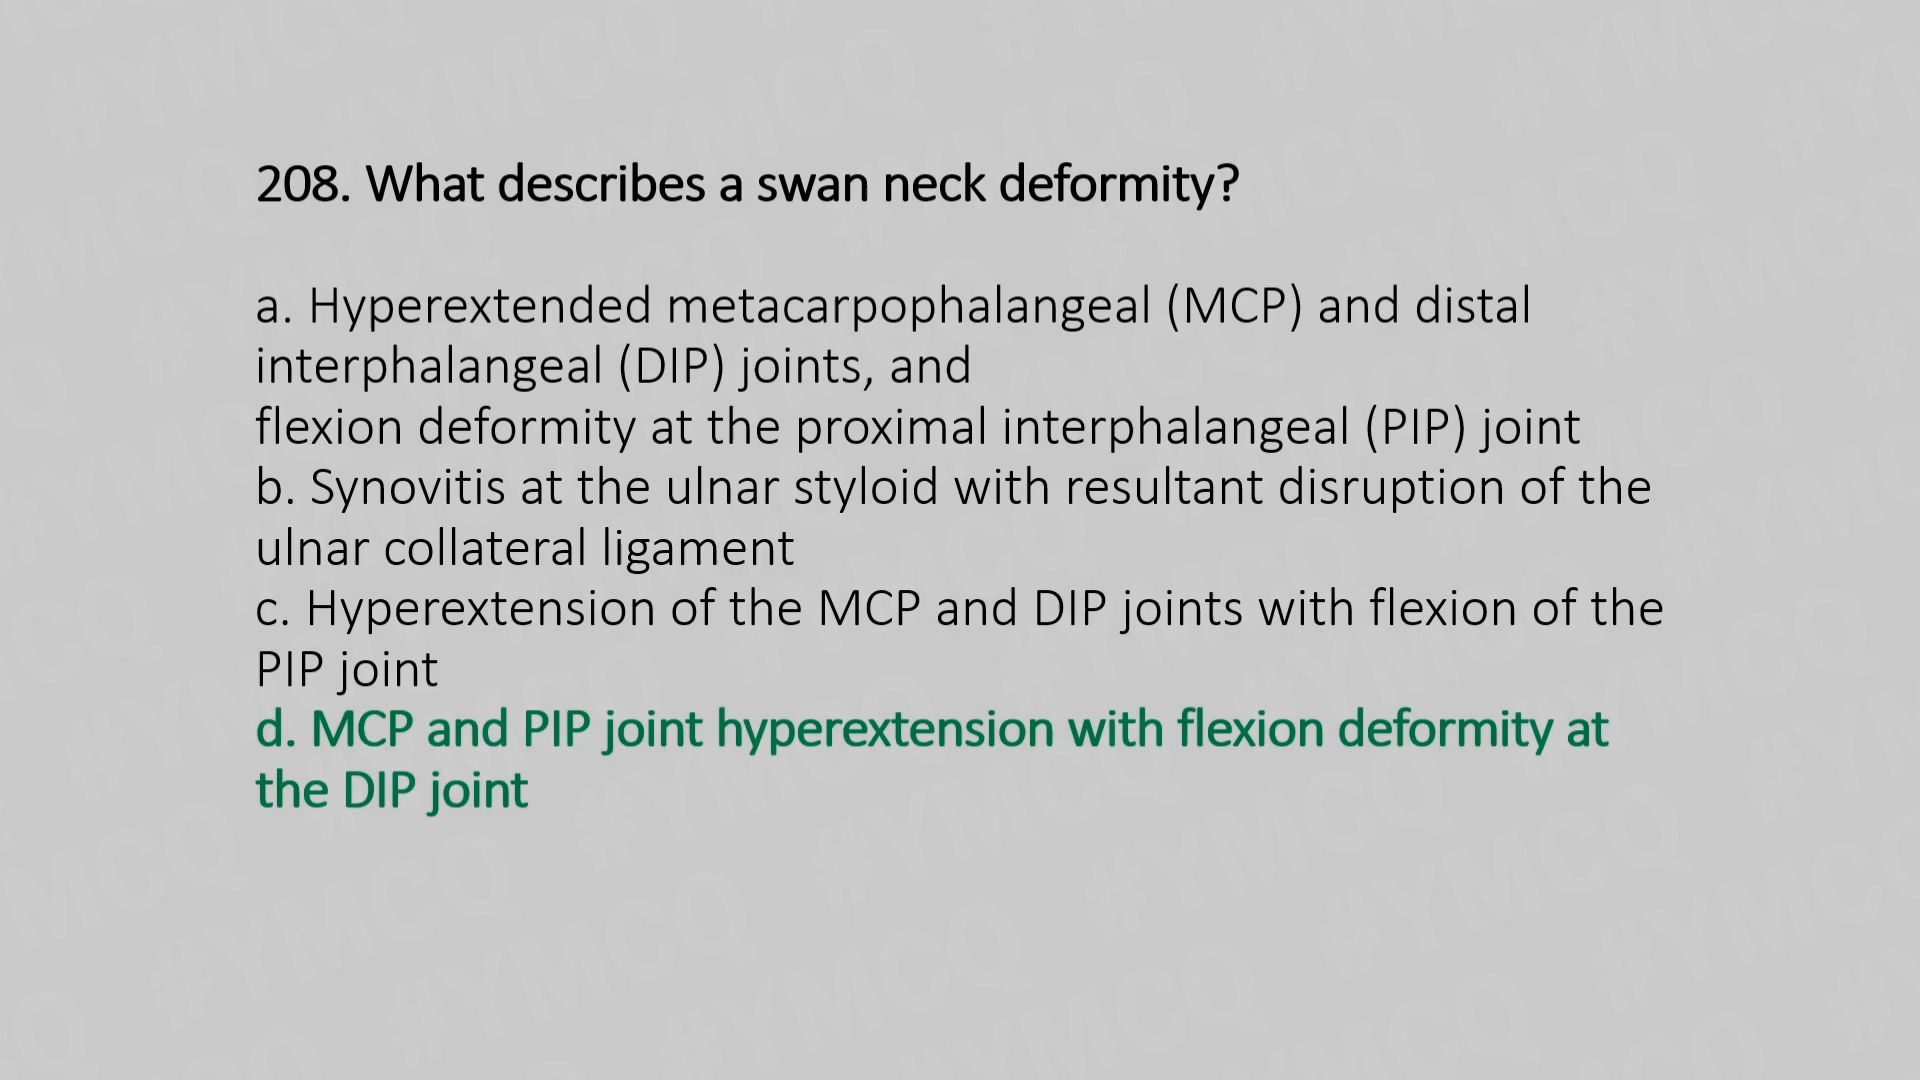 208. What describes a swan neck deformity?
a. Hyperextended metacarpophalangeal (MCP) and distal
interphalangeal (DIP) joints, and
flexion deformity at the proximal interphalangeal (PIP) joint
b. Synovitis at the ulnar styloid with resultant disruption of the
ulnar collateral ligament
c. Hyperextension of the MCP and DIP joints with flexion of the
PIP joint
d. MCP and PIP joint hyperextension with flexion deformity at
the DIP joint
#YMCQ